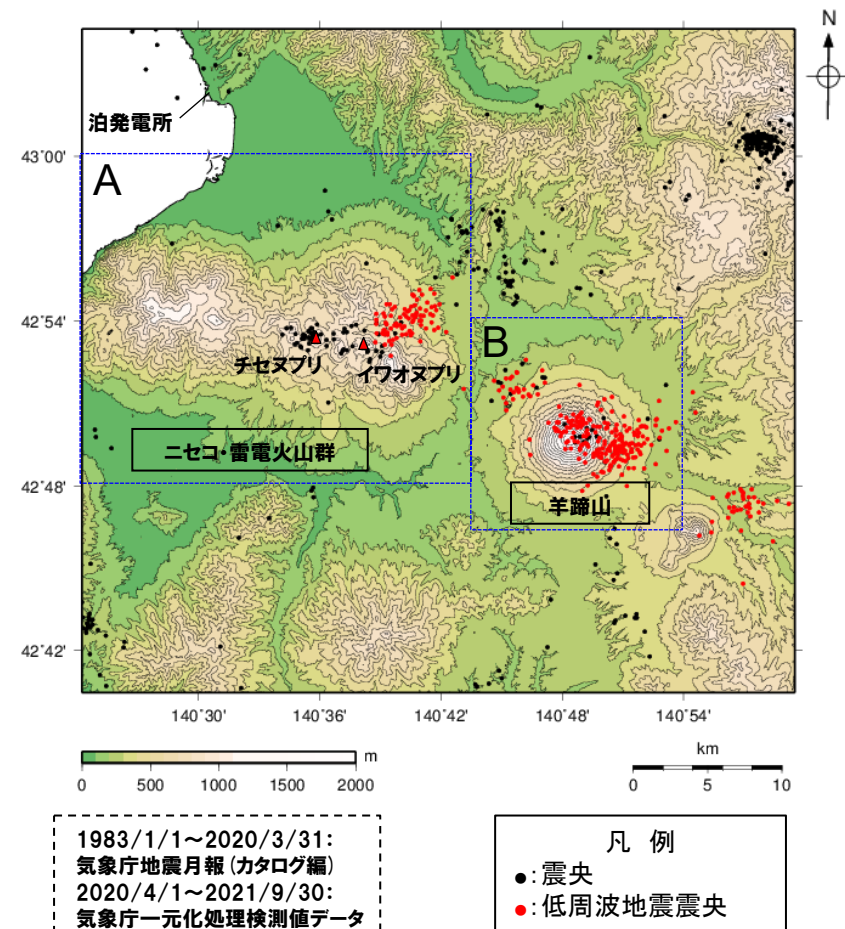 N
泊発電所
43°00'
A
42°54'
B
チセヌプリ
イワオヌプリ
ニセコ・雷電火山群
42°48'
羊蹄山
42°42'
140°30'
140°36'
140°42'
140°48'
140°54'
m
0
500
1000
1500
2000
km
0
5
10
1983/1/1~2020/3/31:
気象庁地震月報(カタログ編)
2020/4/1~2021/9/30:
気象庁一元化処理検測値データ
凡 例
●:震央
●:低周波地震震央